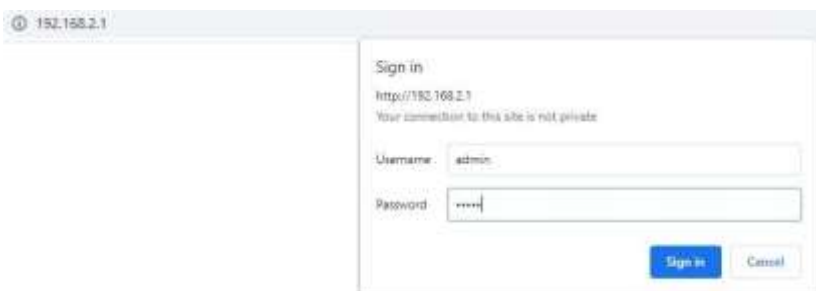 192.168.2.1
Sign in
http://192.168.2.1
Your connection to this site is not private
Username admin
Password •••••
Sign in Cancel